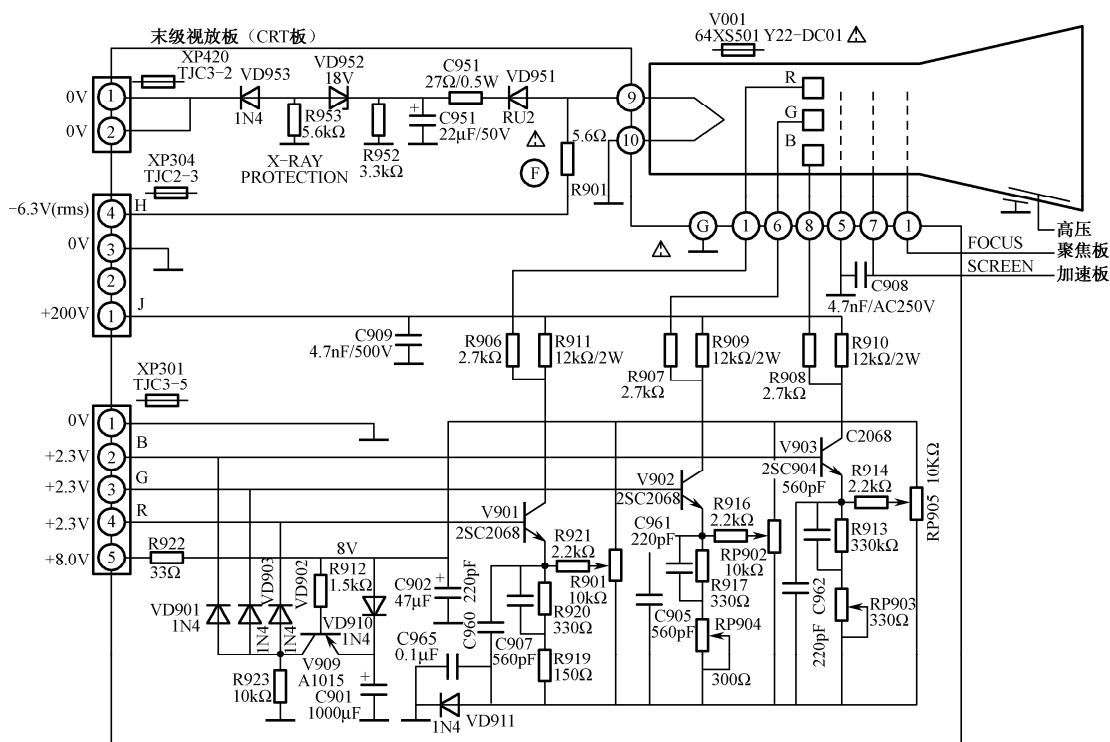 末级视放板（CRT板）
V001
64XS501 Y22-DC01
XP420
TJC3-2
0V
1
0V
2
VD953
1N4
R953
5.6kΩ
X-RAY
PROTECTION
VD952
18V
R952
3.3kΩ
C951
27Ω/0.5W
C951
22μF/50V
VD951
RU2
9
10
5.6Ω
F
R901
R
G
B
XP304
TJC2-3
-6.3V(rms)
4
H
0V
3
2
+200V
1
J
G
1
6
8
5
7
1
高压
FOCUS
聚焦板
SCREEN
加速板
C908
4.7nF/AC250V
C909
4.7nF/500V
R906
2.7kΩ
R911
12kΩ/2W
R907
2.7kΩ
R909
12kΩ/2W
R908
2.7kΩ
R910
12kΩ/2W
XP301
TJC3-5
0V
1
+2.3V
2
B
+2.3V
3
G
+2.3V
4
R
+8.0V
5
R922
33Ω
8V
V901
2SC2068
V902
2SC2068
V903
C2068
2SC904
560pF
R914
2.2kΩ
RP905 10KΩ
R916
2.2kΩ
R921
2.2kΩ
R901
10kΩ
RP902
10kΩ
R913
330kΩ
C961
220pF
R917
330Ω
C962
220pF
RP903
330Ω
RP904
300Ω
C905
560pF
R920
330Ω
R919
150Ω
C907
560pF
C960
220pF
C902
47μF
C965
0.1μF
VD901
1N4
VD903
1N4
VD902
1N4
R912
1.5kΩ
VD910
1N4
V909
A1015
R923
10kΩ
C901
1000μF
1N4
VD911